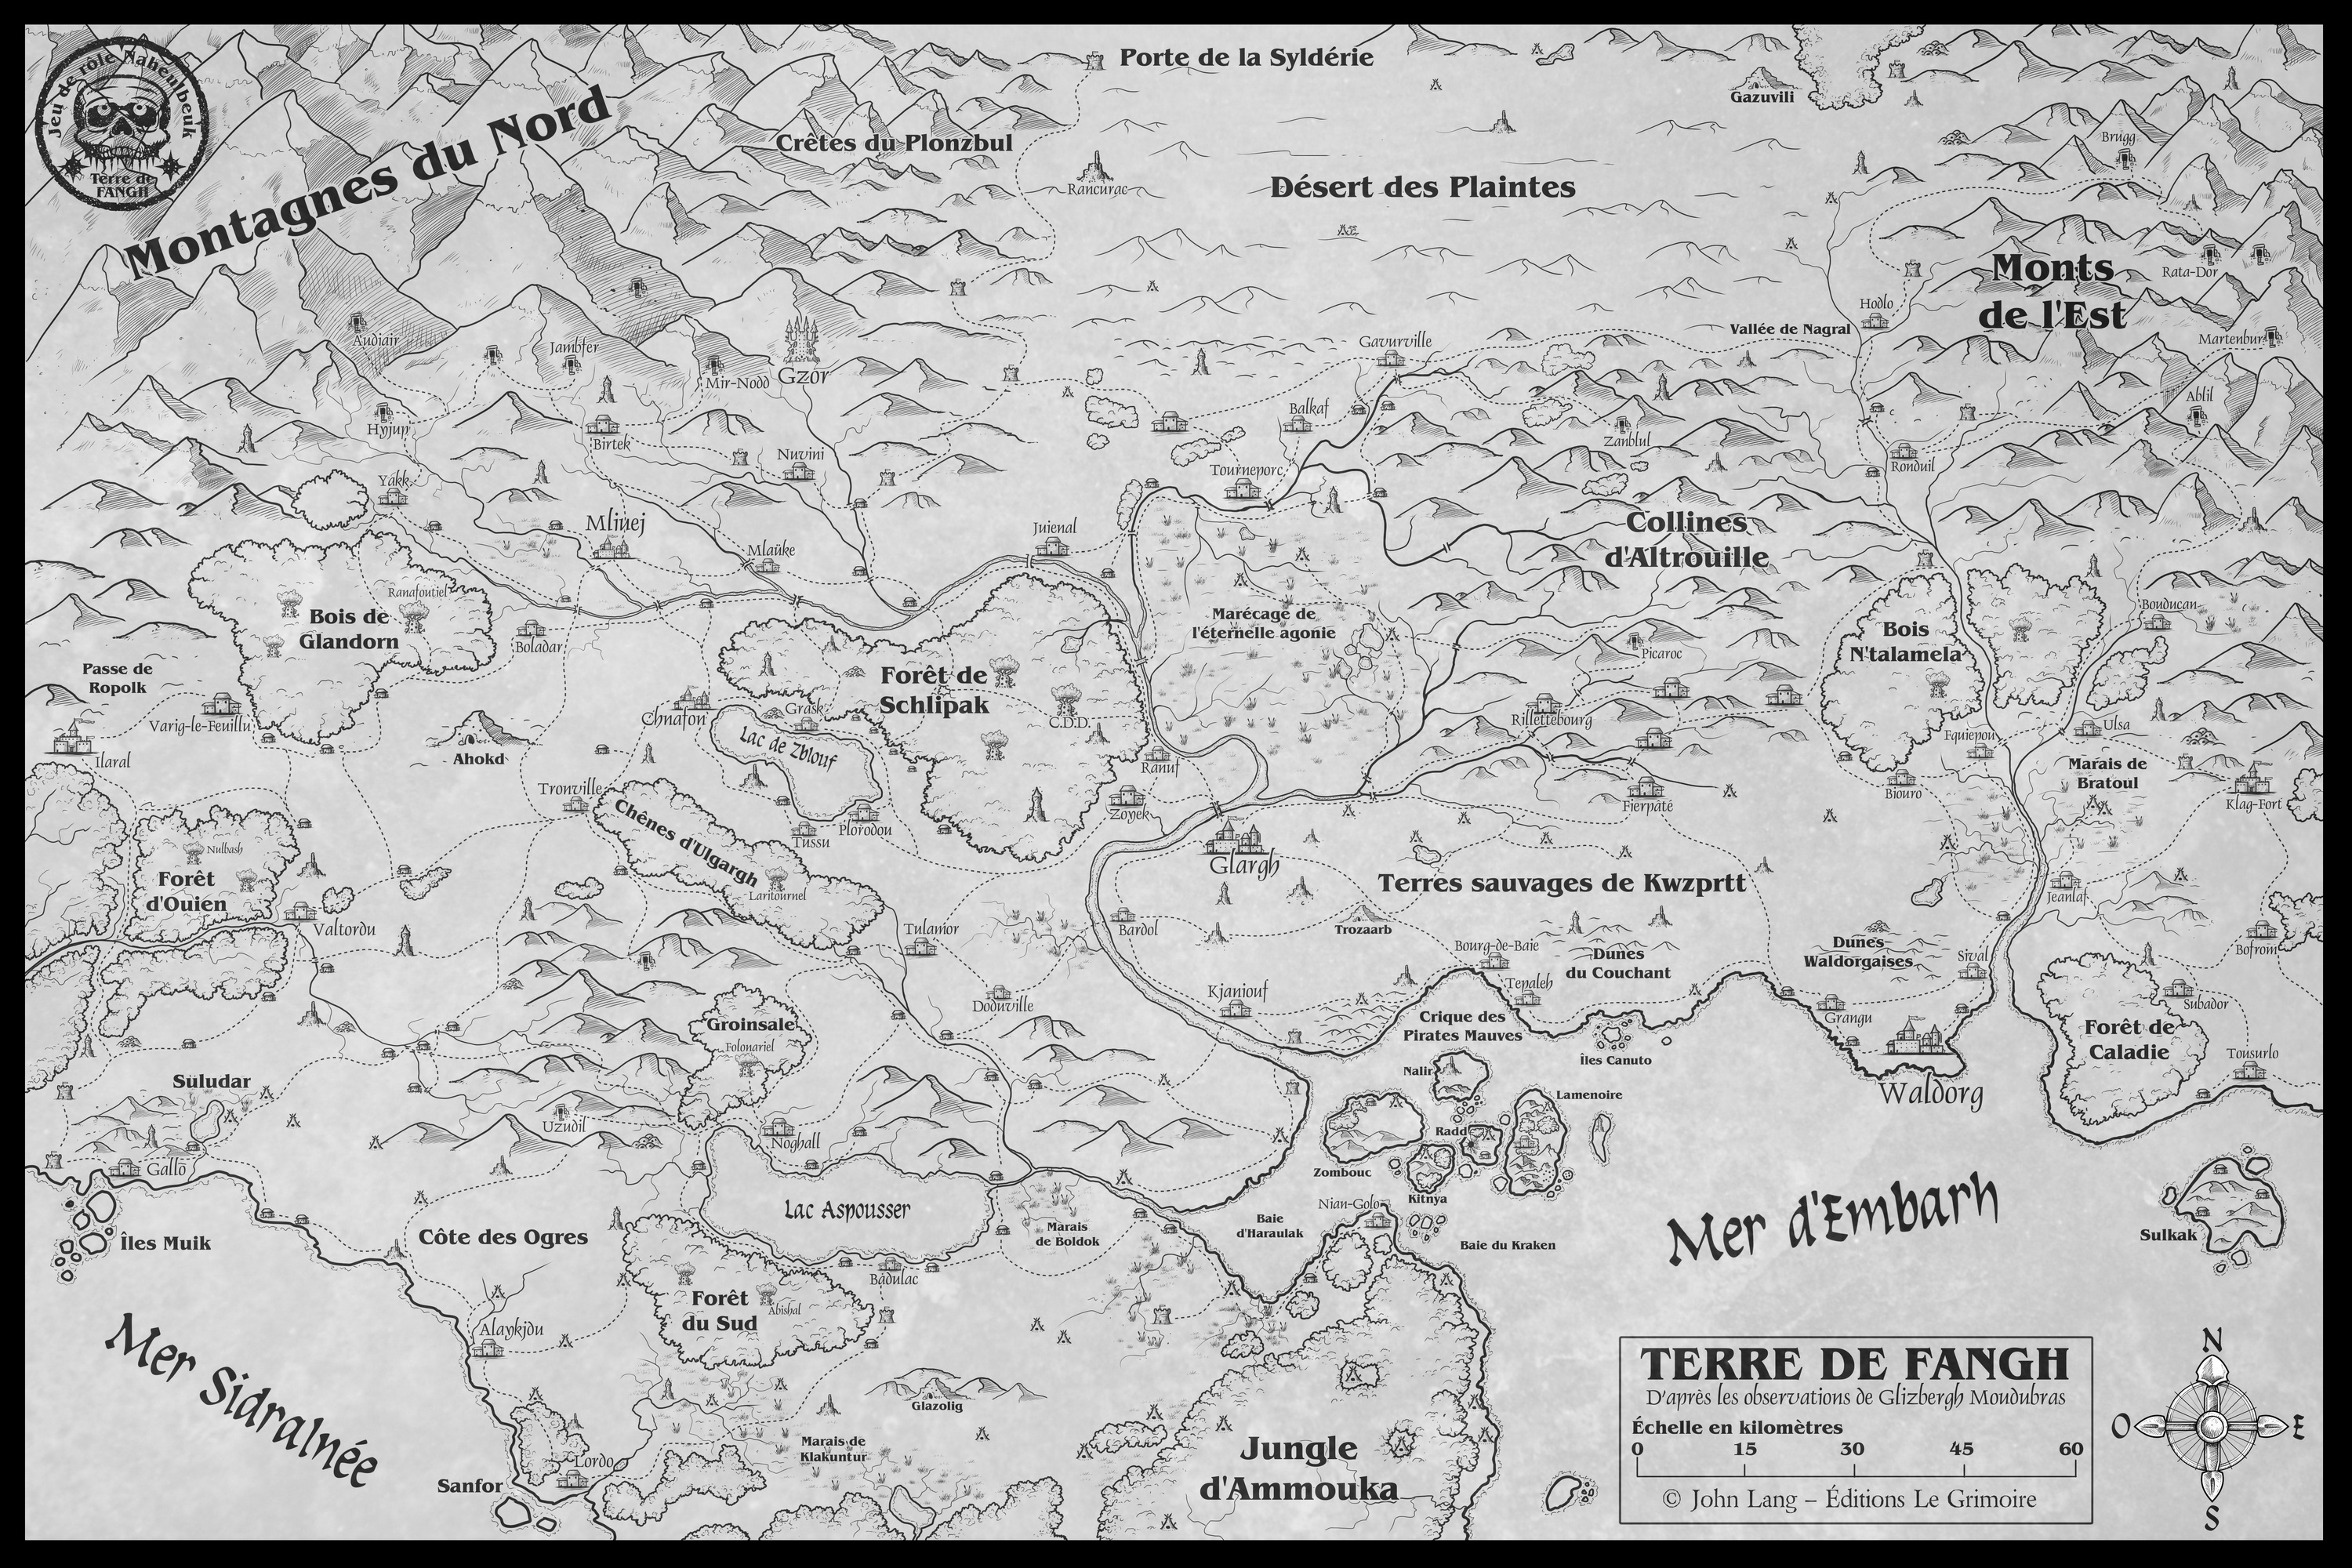 Jeu de rôle Naheulbeuk
Terre de
FANGH
Montagnes du Nord
Porte de la Syldérie
Crêtes du Plonzbul
Rancurac
Désert des Plaintes
Gazuvili
Brugg
Monts
de l'Est
Rata-Dor
Hodlo
Vallée de Nagral
Martenburg
Ablil
Audiair
Jambfer
Mir-Nodd
Gzor
Gavurville
Hyjup
Birtek
Nuvini
Balkaf
Tourneporc
Zanblul
Ronduil
Yakk
Mliuej
Mlaüke
Juienal
Collines
d'Altrouille
Bois de
Glandorn
Ranafoutiel
Boladar
Marécage de
l'éternelle agonie
Picaroc
Bois
N'talamela
Bouducan
Passe de
Ropolk
Varig-le-Feuillu
Ilaral
Ahokd
Chnafon
Grask
Lac de Zblouf
Forêt de
Schlipak
C.D.D.
Ranuf
Rillettebourg
Equiepou
Ulsa
Marais de
Bratoul
Klag-Fort
Tronville
Chênes d'Ulgargh
Laritournel
Tussu
Plorodou
Zoyek
Glargh
Fierpaté
Biouro
Nulbash
Forêt
d'Ouien
Valtordu
Terres sauvages de Kwzprtt
Trozaarb
Jeanlaf
Tulamor
Bardol
Bourg-de-Baie
Tepaleh
Dunes
du Couchant
Dunes
Waldorgaises
Sival
Bofrom
Doduville
Kjaniouf
Crique des
Pirates Mauves
Îles Canuto
Grangu
Waldorg
Subador
Forêt de
Caladie
Tousurlo
Groinsale
Folonariel
Suludar
Uzudil
Noghall
Gallo
Îles Muik
Nalir
Lamenoire
Radd
Zombouc
Kitnya
Nian-Golo
Baie
d'Haraulak
Baie du Kraken
Mer d'Embarh
Sulkak
Côte des Ogres
Lac Aspousser
Marais
de Boldok
Badulac
Forêt
du Sud
Abishal
Alaykjdu
Mer Sidralnée
Glazolig
Marais de
Klakuntur
Lordo
Sanfor
Jungle
d'Ammouka
TERRE DE FANGH
D'après les observations de Glizbergh Moudubras
Échelle en kilomètres
0 15 30 45 60
© John Lang – Éditions Le Grimoire
N
O E
S